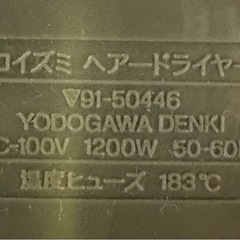 コイズミ ヘアードライヤー
▽91-50446
YODOGAWA DENKI
C-100V 1200W 50-60
温度ヒューズ 183℃